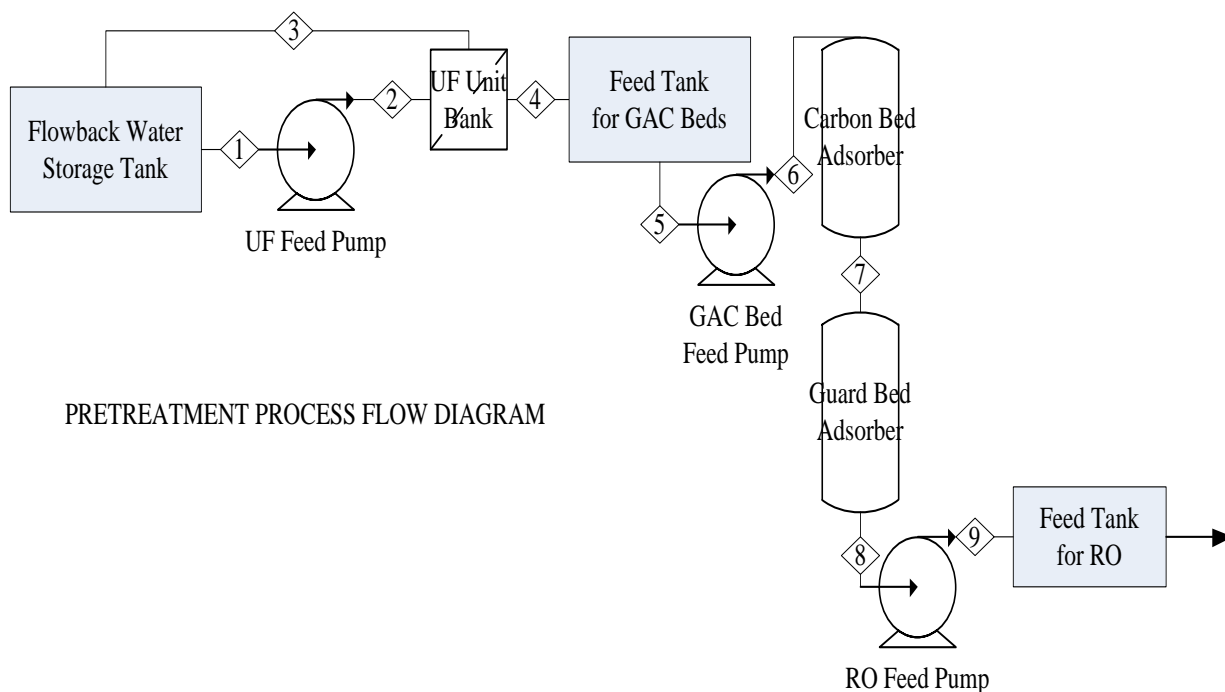 3
Flowback Water
Storage Tank
1
UF Feed Pump
2
UF Unit
Bank
4
Feed Tank
for GAC Beds
5
GAC Bed
Feed Pump
6
Carbon Bed
Adsorber
7
Guard Bed
Adsorber
PRETREATMENT PROCESS FLOW DIAGRAM
8
RO Feed Pump
9
Feed Tank
for RO